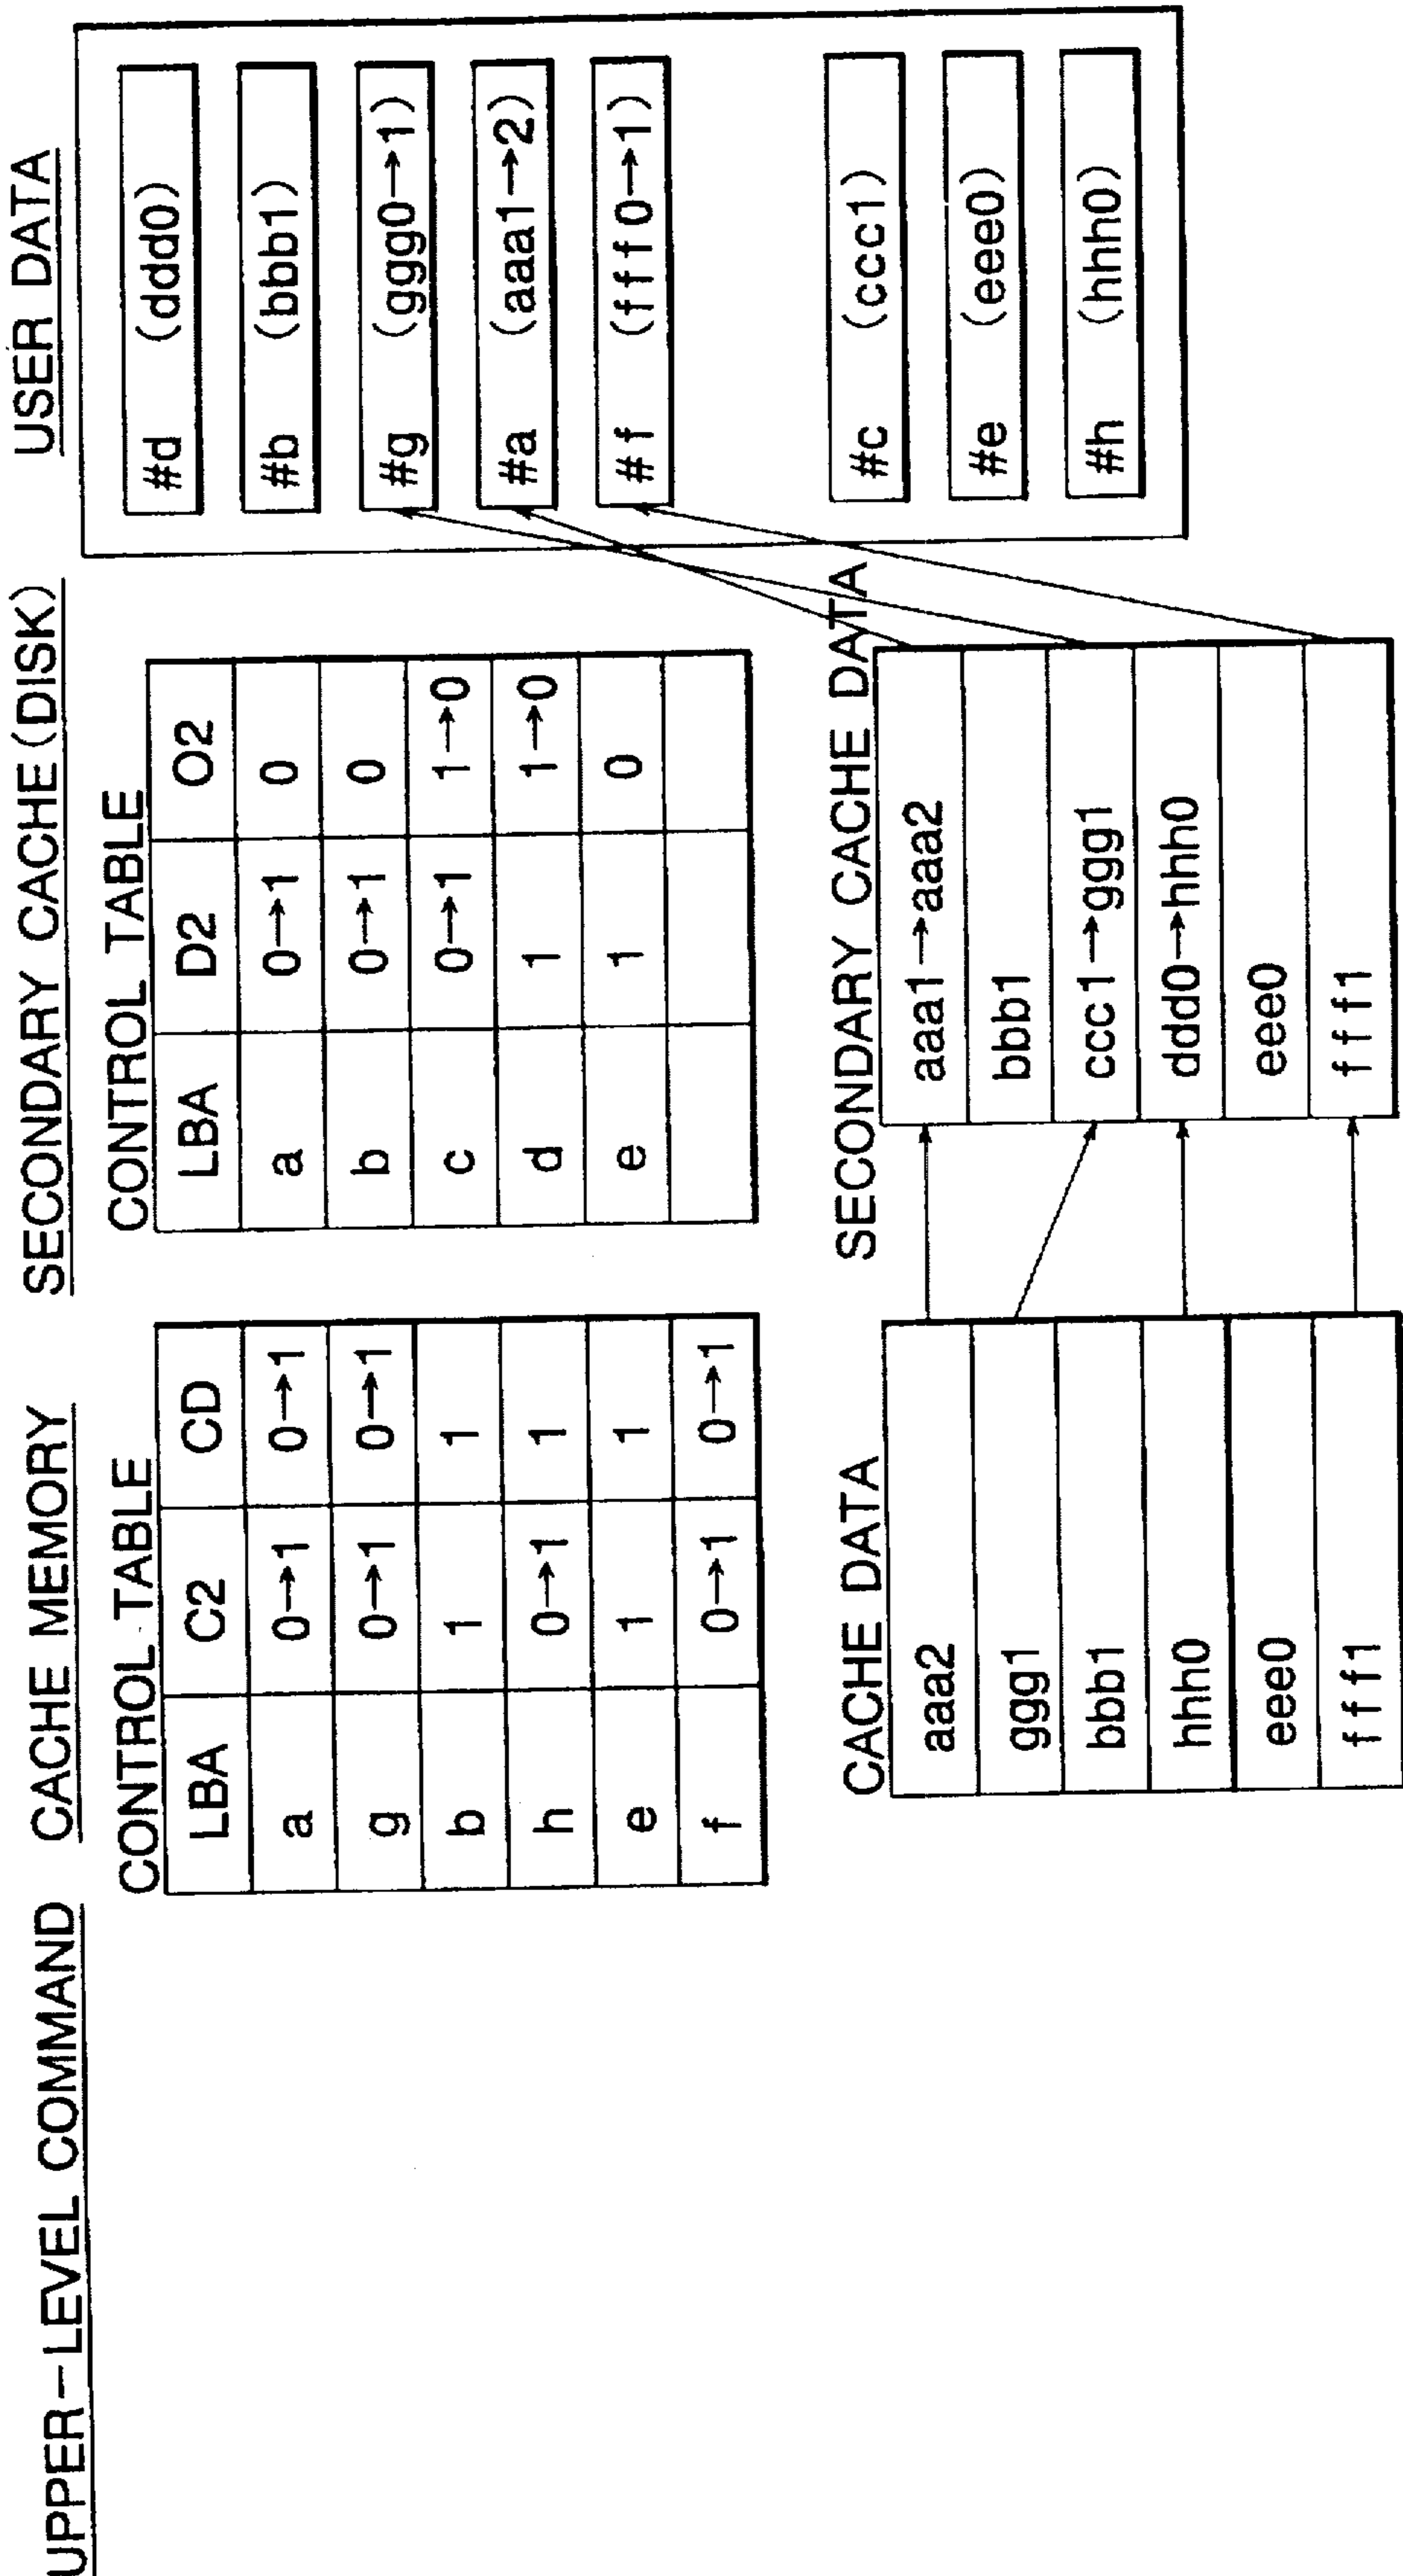 UPPER-LEVEL COMMAND
CACHE MEMORY
CONTROL TABLE
LBA C2 CD
a 0→1 0→1
g 0→1 0→1
b 1 1
h 0→1 1
e 1 1
f 0→1 0→1
CACHE DATA
aaa2
ggg1
bbb1
hhh0
eee0
fff1
SECONDARY CACHE(DISK)
CONTROL TABLE
LBA D2 O2
a 0→1 0
b 0→1 0
c 0→1 1→0
d 1 1→0
e 1 0
SECONDARY CACHE DATA
aaa1→aaa2
bbb1
ccc1→ggg1
ddd0→hhh0
eee0
fff1
USER DATA
#d (ddd0)
#b (bbb1)
#g (ggg0→1)
#a (aaa1→2)
#f (fff0→1)
#c (ccc1)
#e (eee0)
#h (hhh0)